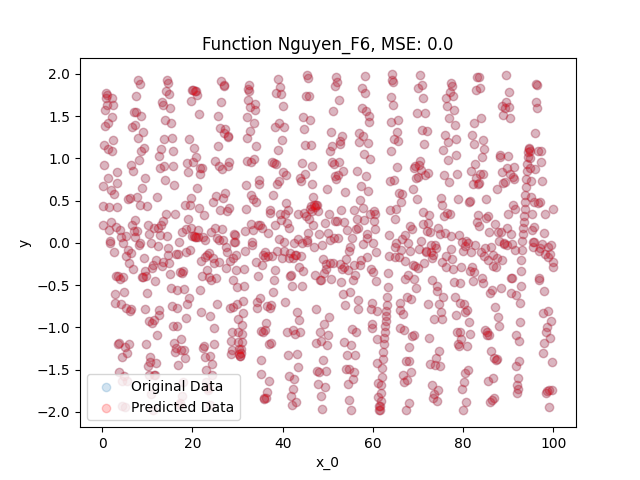 Function Nguyen_F6, MSE: 0.0
2.0
1.5
1.0
0.5
0.0
−0.5
−1.0
−1.5
−2.0
y
Original Data
Predicted Data
0 20 40 60 80 100
x_0